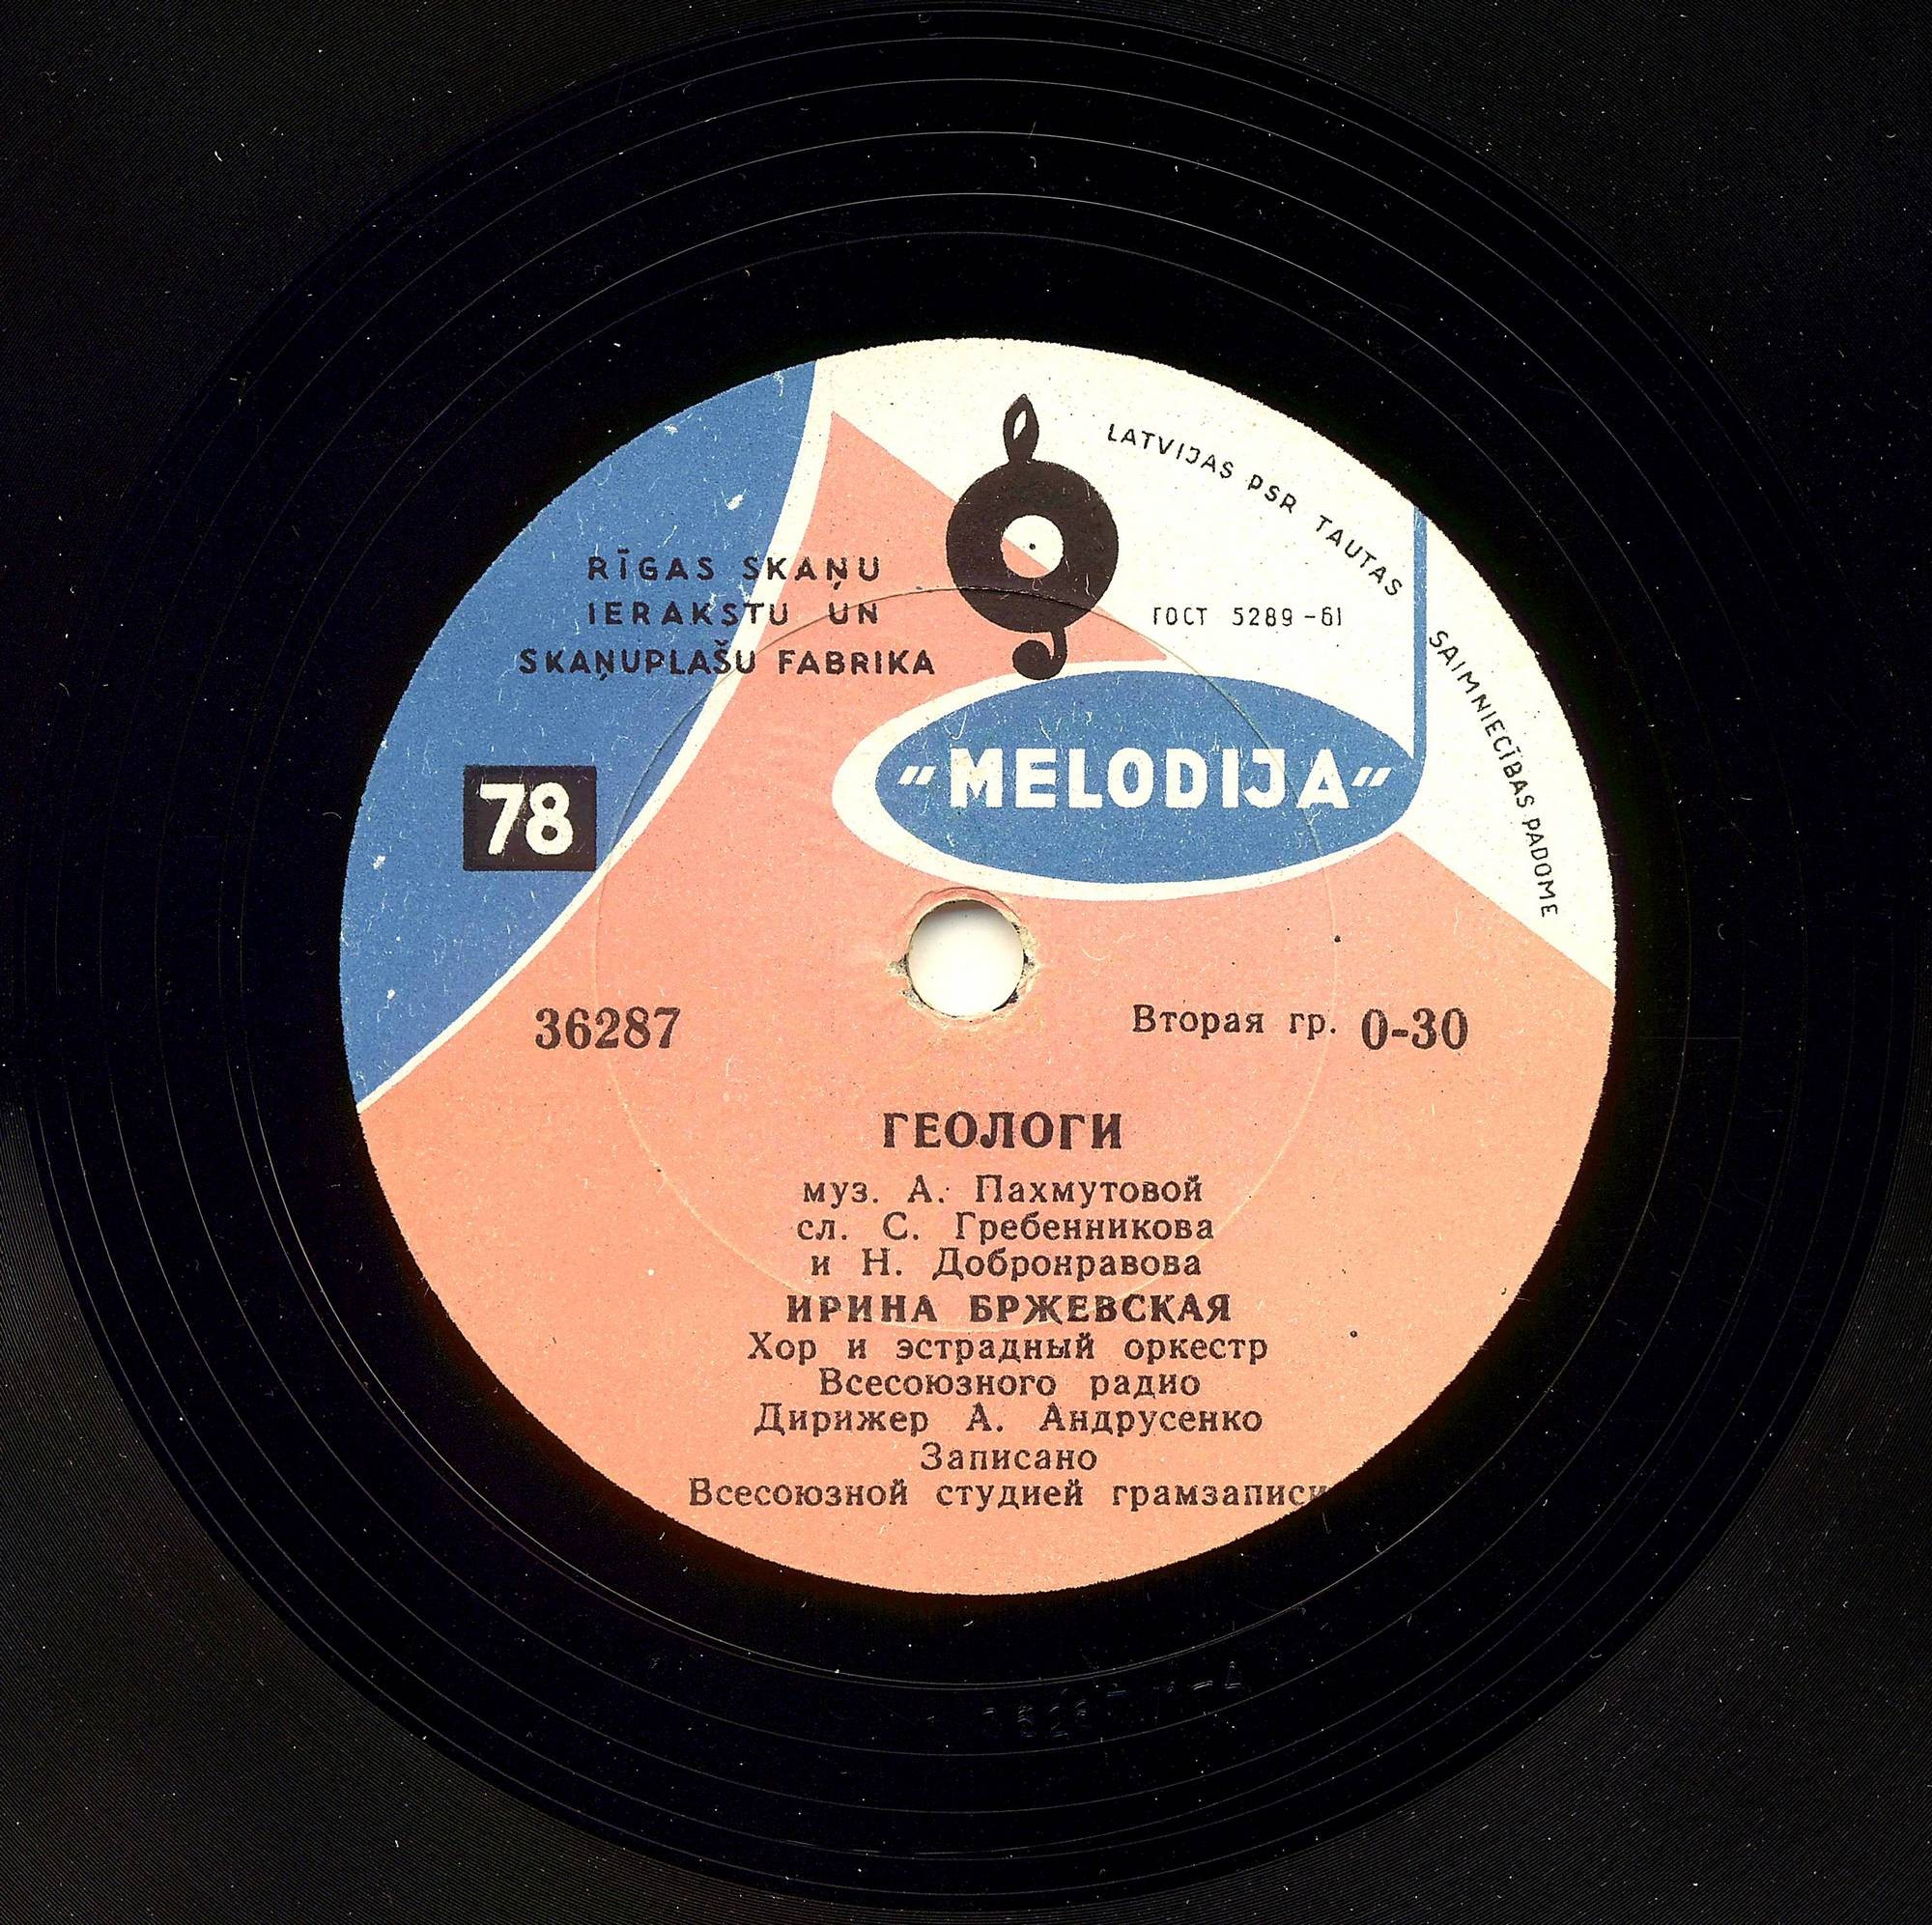 LATVIJAS PSR TAUTAS SAIMNIECĪBAS PADOME
RĪGAS SKAŅU
IERAKSTU UN
SKAŅUPLAŠU FABRIKA
ГОСТ 5289-61
"MELODIJA"
78
36287
Вторая гр. 0-30
ГЕОЛОГИ
муз. А. Пахмутовой
сл. С. Гребенникова
и Н. Добронравова
ИРИНА БРЖЕВСКАЯ
Хор и эстрадный оркестр
Всесоюзного радио
Дирижер А. Андрусенко
Записано
Всесоюзной студией грамзаписи